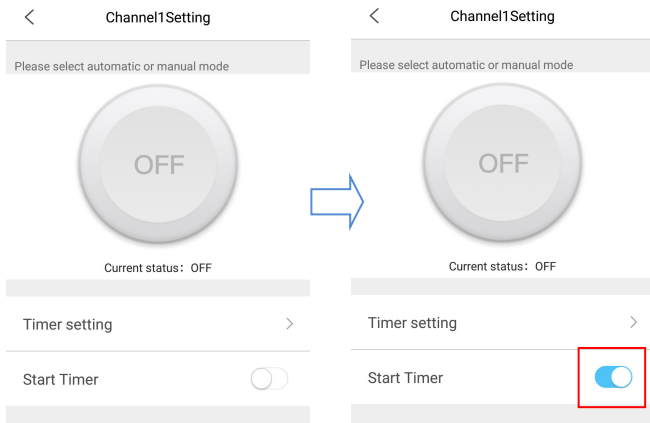 Channel1Setting
Please select automatic or manual mode
OFF
Current status: OFF
Timer setting
Start Timer
Channel1Setting
Please select automatic or manual mode
OFF
Current status: OFF
Timer setting
Start Timer